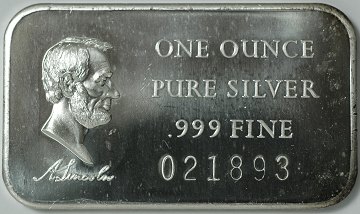 ONE OUNCE
PURE SILVER
.999 FINE
021893
A. Lincoln